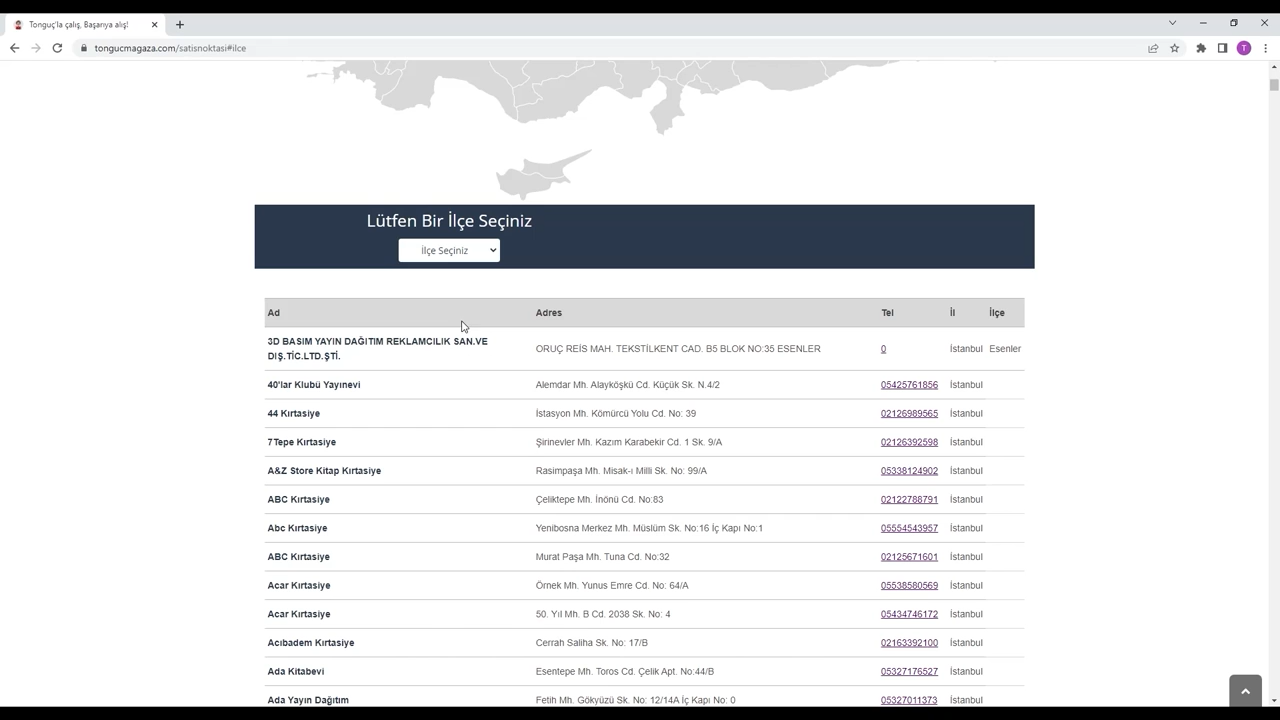 Tonguç'la çalış, Başarıya alış!
tongucmagaza.com/satisnoktasi#ilce
T
Lütfen Bir İlçe Seçiniz
İlçe Seçiniz
Ad Adres Tel İl İlçe
3D BASIM YAYIN DAĞITIM REKLAMCILIK SAN.VE
DIŞ.TİC.LTD.ŞTİ. ORUÇ REİS MAH. TEKSTİLKENT CAD. B5 BLOK NO:35 ESENLER 0 İstanbul Esenler
40'lar Klubü Yayınevi Alemdar Mh. Alayköşkü Cd. Küçük Sk. N.4/2 05425761856 İstanbul
44 Kırtasiye İstasyon Mh. Kömürcü Yolu Cd. No: 39 02126989565 İstanbul
7Tepe Kırtasiye Şirinevler Mh. Kazım Karabekir Cd. 1 Sk. 9/A 02126392598 İstanbul
A&Z Store Kitap Kırtasiye Rasimpaşa Mh. Misak-ı Milli Sk. No: 99/A 05338124902 İstanbul
ABC Kırtasiye Çeliktepe Mh. İnönü Cd. No:83 02122788791 İstanbul
Abc Kırtasiye Yenibosna Merkez Mh. Müslüm Sk. No:16 İç Kapı No:1 05554543957 İstanbul
ABC Kırtasiye Murat Paşa Mh. Tuna Cd. No:32 02125671601 İstanbul
Acar Kırtasiye Örnek Mh. Yunus Emre Cd. No: 64/A 05538580569 İstanbul
Acar Kırtasiye 50. Yıl Mh. B Cd. 2038 Sk. No: 4 05434746172 İstanbul
Acıbadem Kırtasiye Cerrah Saliha Sk. No: 17/B 02163392100 İstanbul
Ada Kitabevi Esentepe Mh. Toros Cd. Çelik Apt. No:44/B 05327176527 İstanbul
Ada Yayın Dağıtım Fetih Mh. Gökyüzü Sk. No: 12/14A İç Kapı No: 0 05327011373 İstanbul